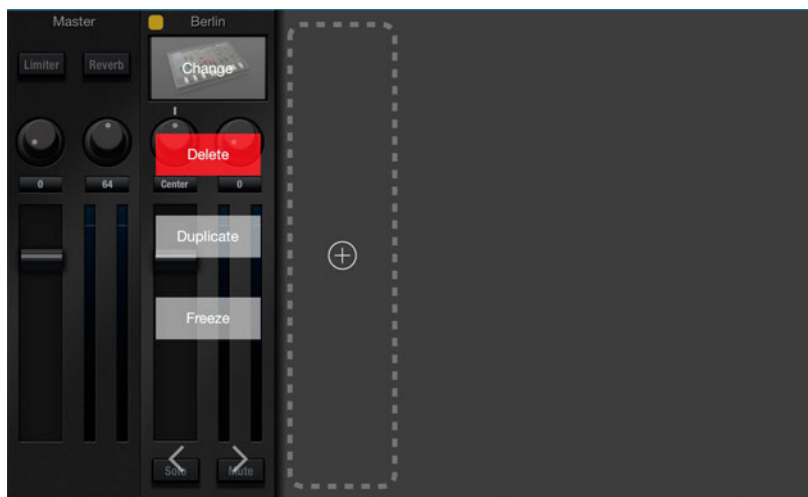 Master
Berlin
Limiter
Reverb
Change
Delete
0
64
Center
0
Duplicate
Freeze
Solo
Mute